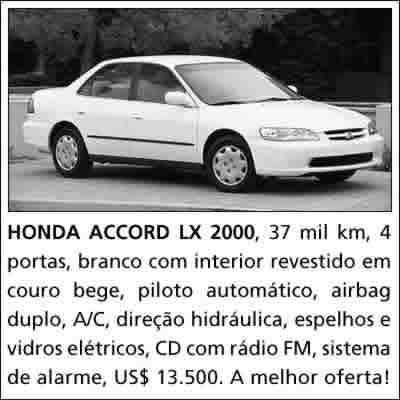 HONDA ACCORD LX 2000, 37 mil km, 4
portas, branco com interior revestido em
couro bege, piloto automático, airbag
duplo, A/C, direção hidráulica, espelhos e
vidros elétricos, CD com rádio FM, sistema
de alarme, US$ 13.500. A melhor oferta!